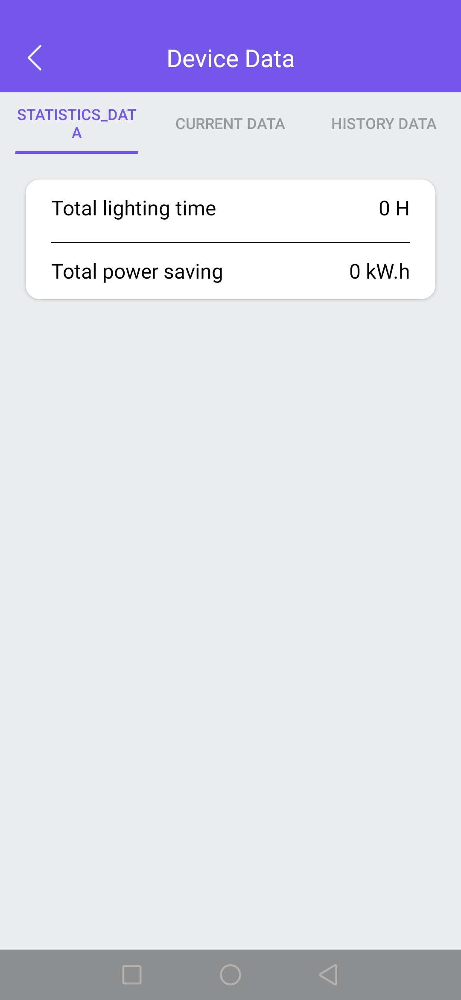 Device Data
STATISTICS_DAT
A
CURRENT DATA
HISTORY DATA
Total lighting time 0 H
Total power saving 0 kW.h